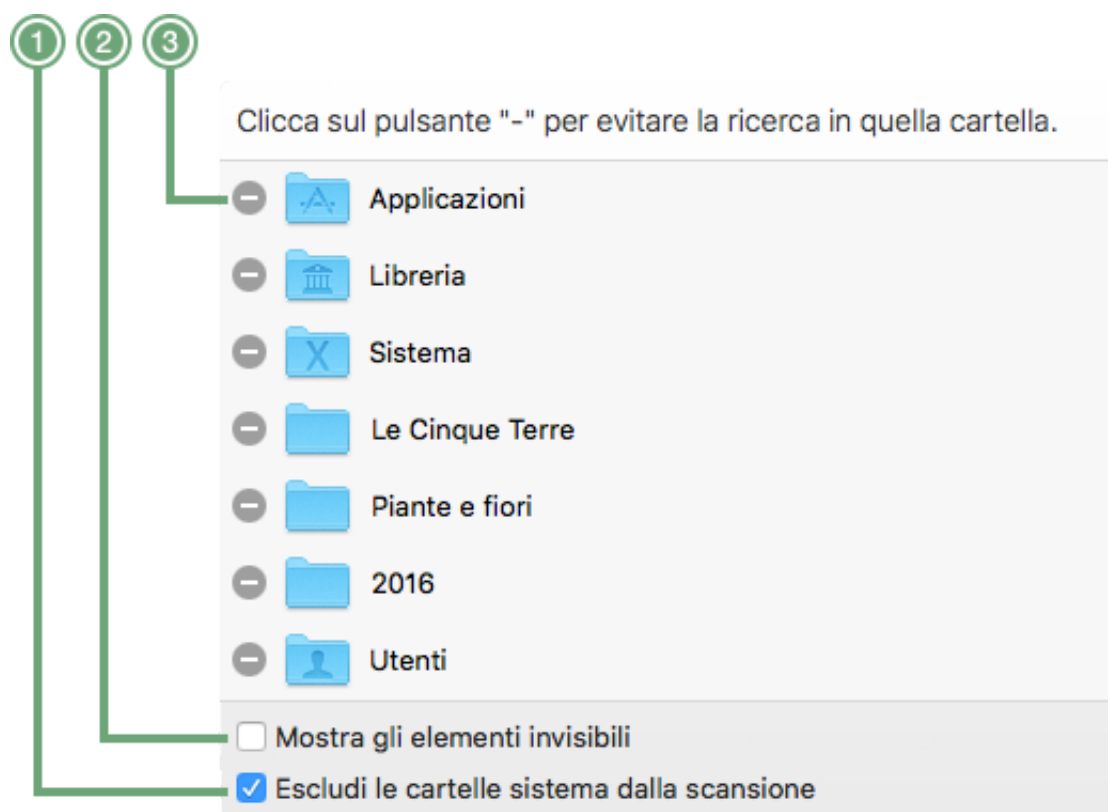 1 2 3
Clicca sul pulsante "-" per evitare la ricerca in quella cartella.
Applicazioni
Libreria
Sistema
Le Cinque Terre
Piante e fiori
2016
Utenti
Mostra gli elementi invisibili
Escludi le cartelle sistema dalla scansione